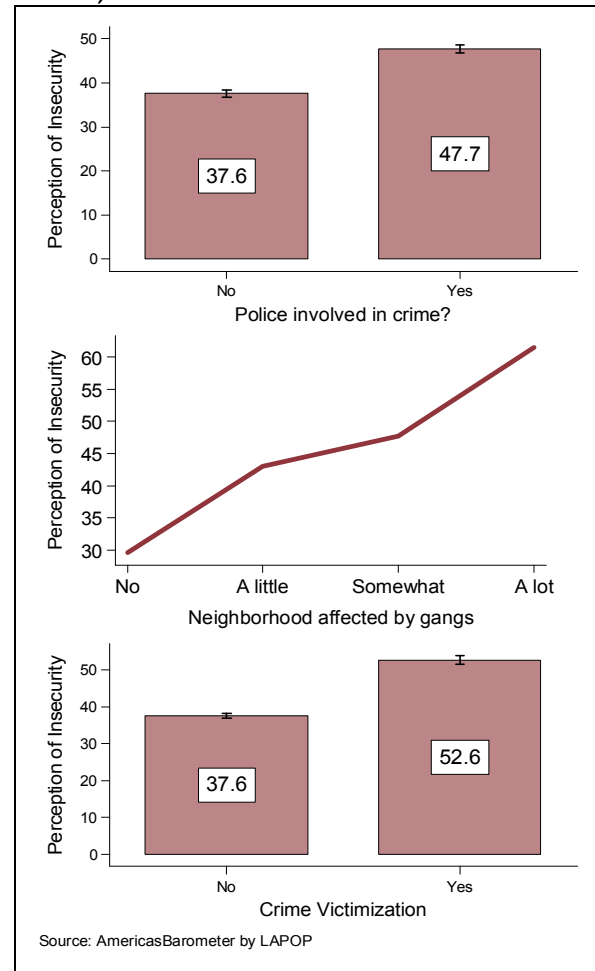 Perception of Insecurity
50
40
30
20
10
0
37.6
47.7
No
Yes
Police involved in crime?
Perception of Insecurity
60
55
50
45
40
35
30
No
A little
Somewhat
A lot
Neighborhood affected by gangs
Perception of Insecurity
50
40
30
20
10
0
37.6
52.6
No
Yes
Crime Victimization
Source: AmericasBarometer by LAPOP